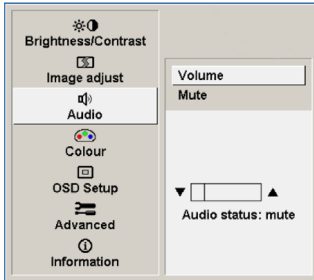 Brightness/Contrast
Image adjust
Audio
Colour
OSD Setup
Advanced
Information
Volume
Mute
Audio status: mute